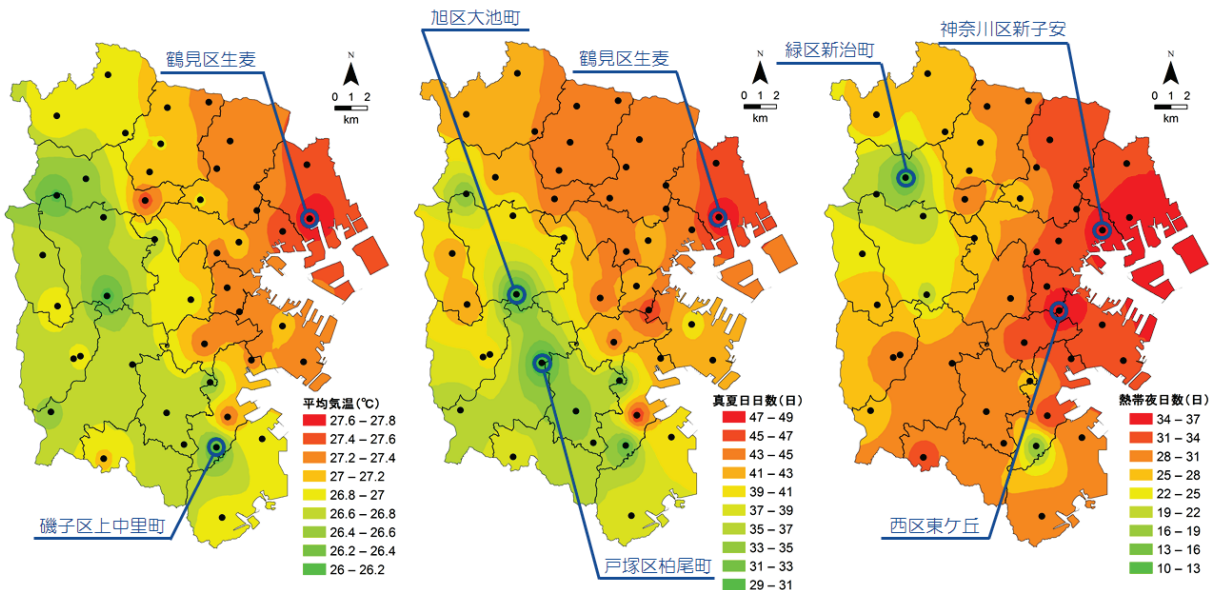 鶴見区生麦
N
0 1 2
km
平均気温(℃)
27.6 – 27.8
27.4 – 27.6
27.2 – 27.4
27 – 27.2
26.8 – 27
26.6 – 26.8
26.4 – 26.6
26.2 – 26.4
26 – 26.2
磯子区上中里町
旭区大池町
鶴見区生麦
N
0 1 2
km
真夏日日数(日)
47 – 49
45 – 47
43 – 45
41 – 43
39 – 41
37 – 39
35 – 37
33 – 35
31 – 33
29 – 31
戸塚区柏尾町
神奈川区新子安
緑区新治町
N
0 1 2
km
熱帯夜日数(日)
34 – 37
31 – 34
28 – 31
25 – 28
22 – 25
19 – 22
16 – 19
13 – 16
10 – 13
西区東ケ丘